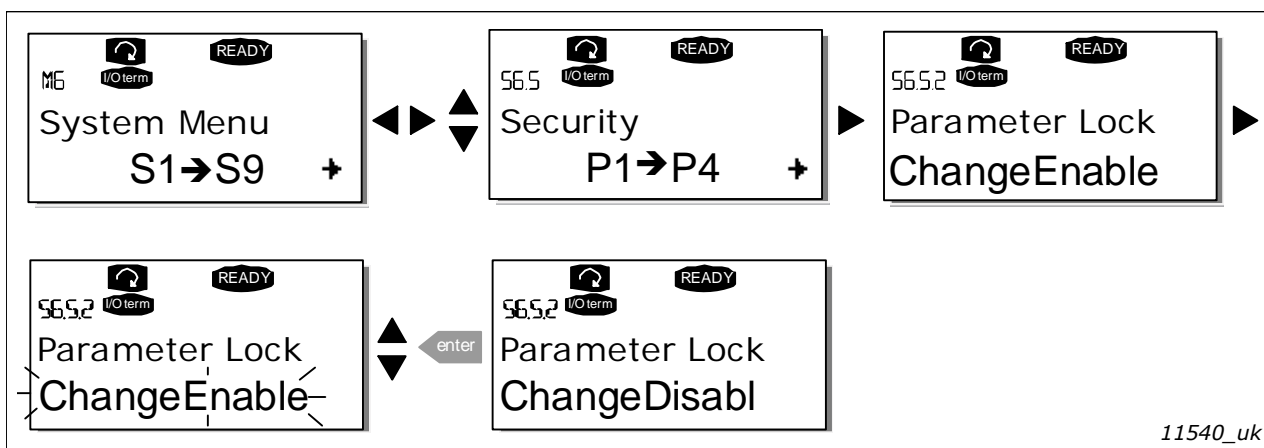 READY
M6 I/O term
System Menu
S1→S9
READY
S6.5 I/O term
Security
P1→P4
READY
S6.5.2 I/O term
Parameter Lock
ChangeEnable
READY
S6.5.2 I/O term
Parameter Lock
ChangeEnable
enter
READY
S6.5.2 I/O term
Parameter Lock
ChangeDisabl
11540_uk